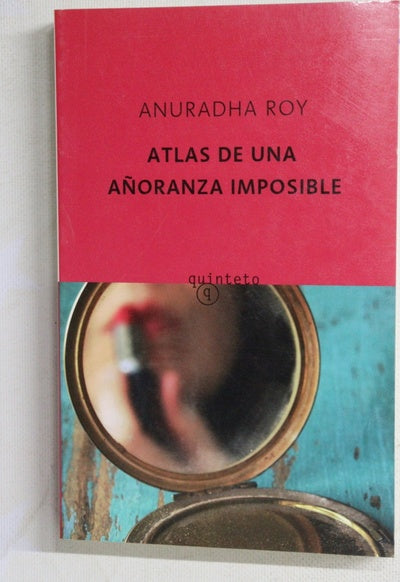 ANURADHA ROY
ATLAS DE UNA
AÑORANZA IMPOSIBLE
quinteto
q